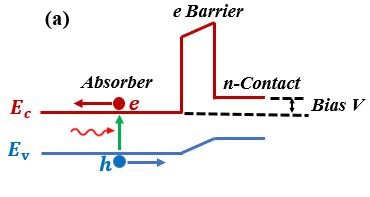 (a)
e Barrier
Absorber
n-Contact
e
E_c
Bias V
E_v
h